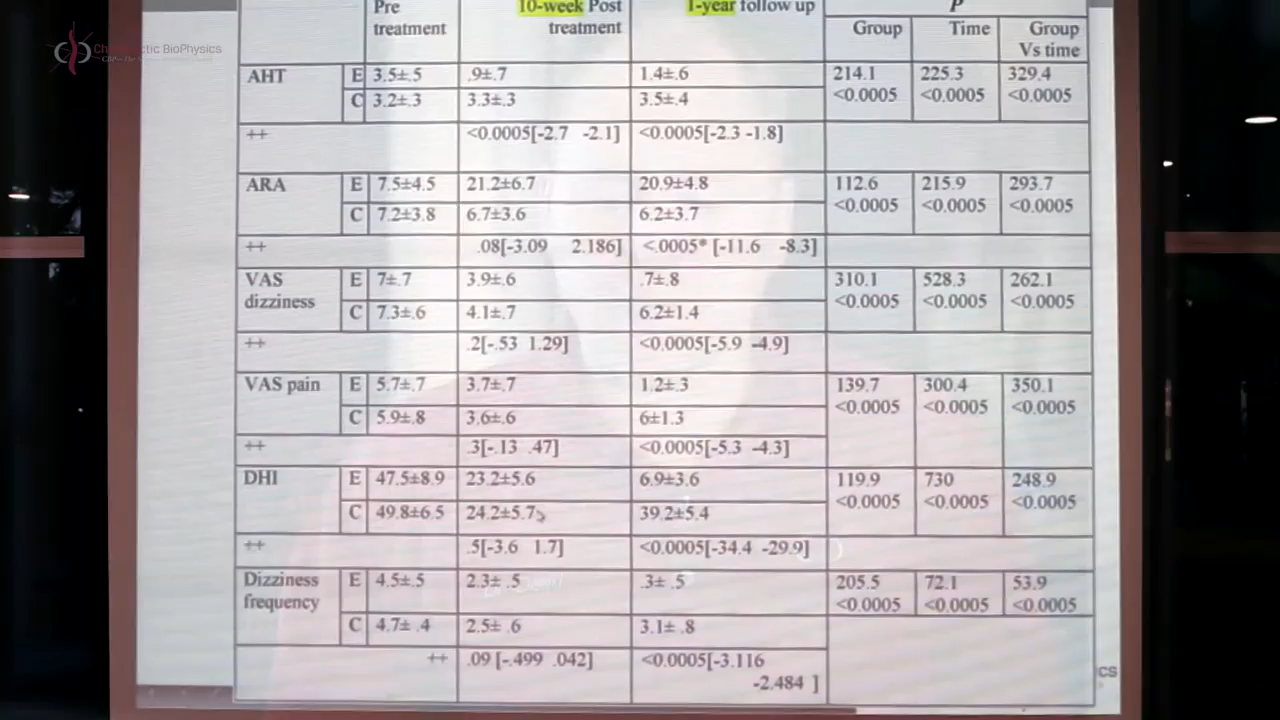 Pre treatment 10-week Post treatment 1-year follow up P
Group Time Group Vs time
AHT E 3.5±.5 .9±.7 1.4±.6 214.1 <0.0005 225.3 <0.0005 329.4 <0.0005
C 3.2±.3 3.3±.3 3.5±.4
++ <0.0005[-2.7 -2.1] <0.0005[-2.3 -1.8]
ARA E 7.5±4.5 21.2±6.7 20.9±4.8 112.6 <0.0005 215.9 <0.0005 293.7 <0.0005
C 7.2±3.8 6.7±3.6 6.2±3.7
++ .08[-3.09 2.186] <.0005* [-11.6 -8.3]
VAS dizziness E 7±.7 3.9±.6 .7±.8 310.1 <0.0005 528.3 <0.0005 262.1 <0.0005
C 7.3±.6 4.1±.7 6.2±1.4
++ .2[-.53 1.29] <0.0005[-5.9 -4.9]
VAS pain E 5.7±.7 3.7±.7 1.2±.3 139.7 <0.0005 300.4 <0.0005 350.1 <0.0005
C 5.9±.8 3.6±.6 6±1.3
++ .3[-.13 .47] <0.0005[-5.3 -4.3]
DHI E 47.5±8.9 23.2±5.6 6.9±3.6 119.9 <0.0005 730 <0.0005 248.9 <0.0005
C 49.8±6.5 24.2±5.7 39.2±5.4
++ .5[-3.6 1.7] <0.0005[-34.4 -29.9]
Dizziness frequency E 4.5±.5 2.3± .5 .3± .5 205.5 <0.0005 72.1 <0.0005 53.9 <0.0005
C 4.7± .4 2.5± .6 3.1± .8
++ .09 [-.499 .042] <0.0005[-3.116 -2.484 ]
BioPhysics
CS